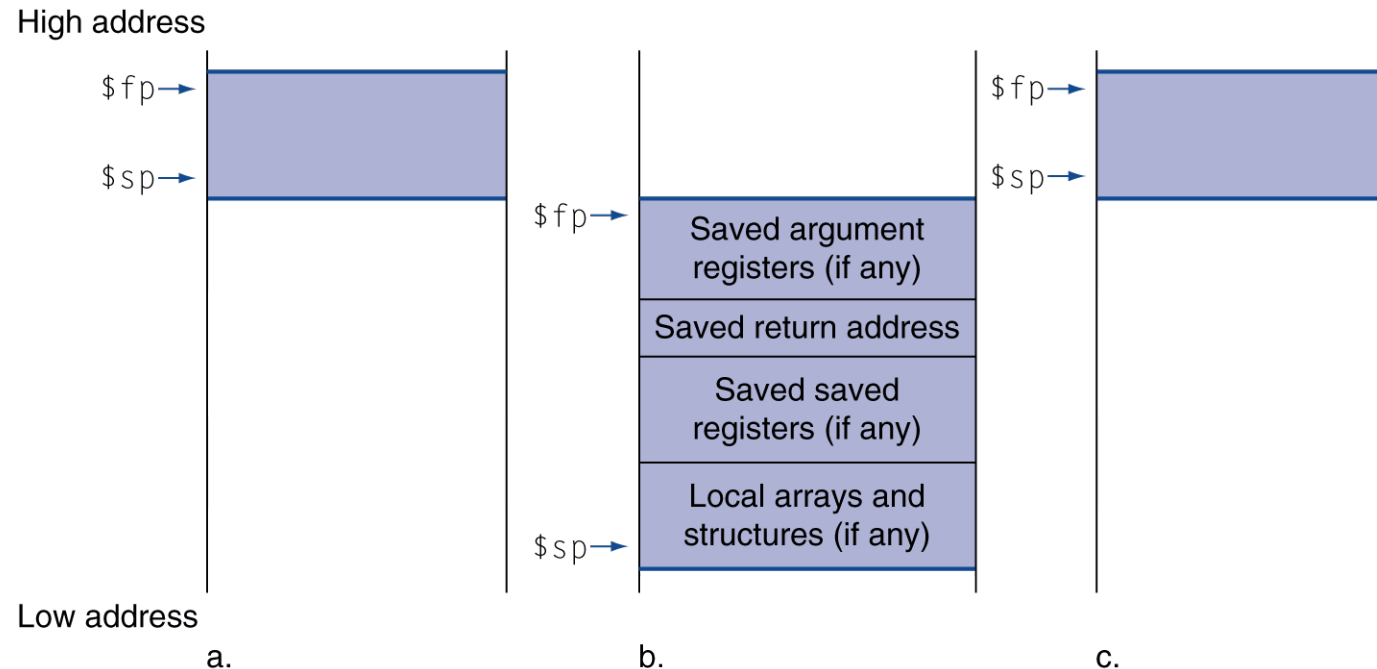 High address
$fp
$sp
$fp
Saved argument
registers (if any)
Saved return address
Saved saved
registers (if any)
Local arrays and
structures (if any)
$sp
$fp
$sp
Low address
a.
b.
c.